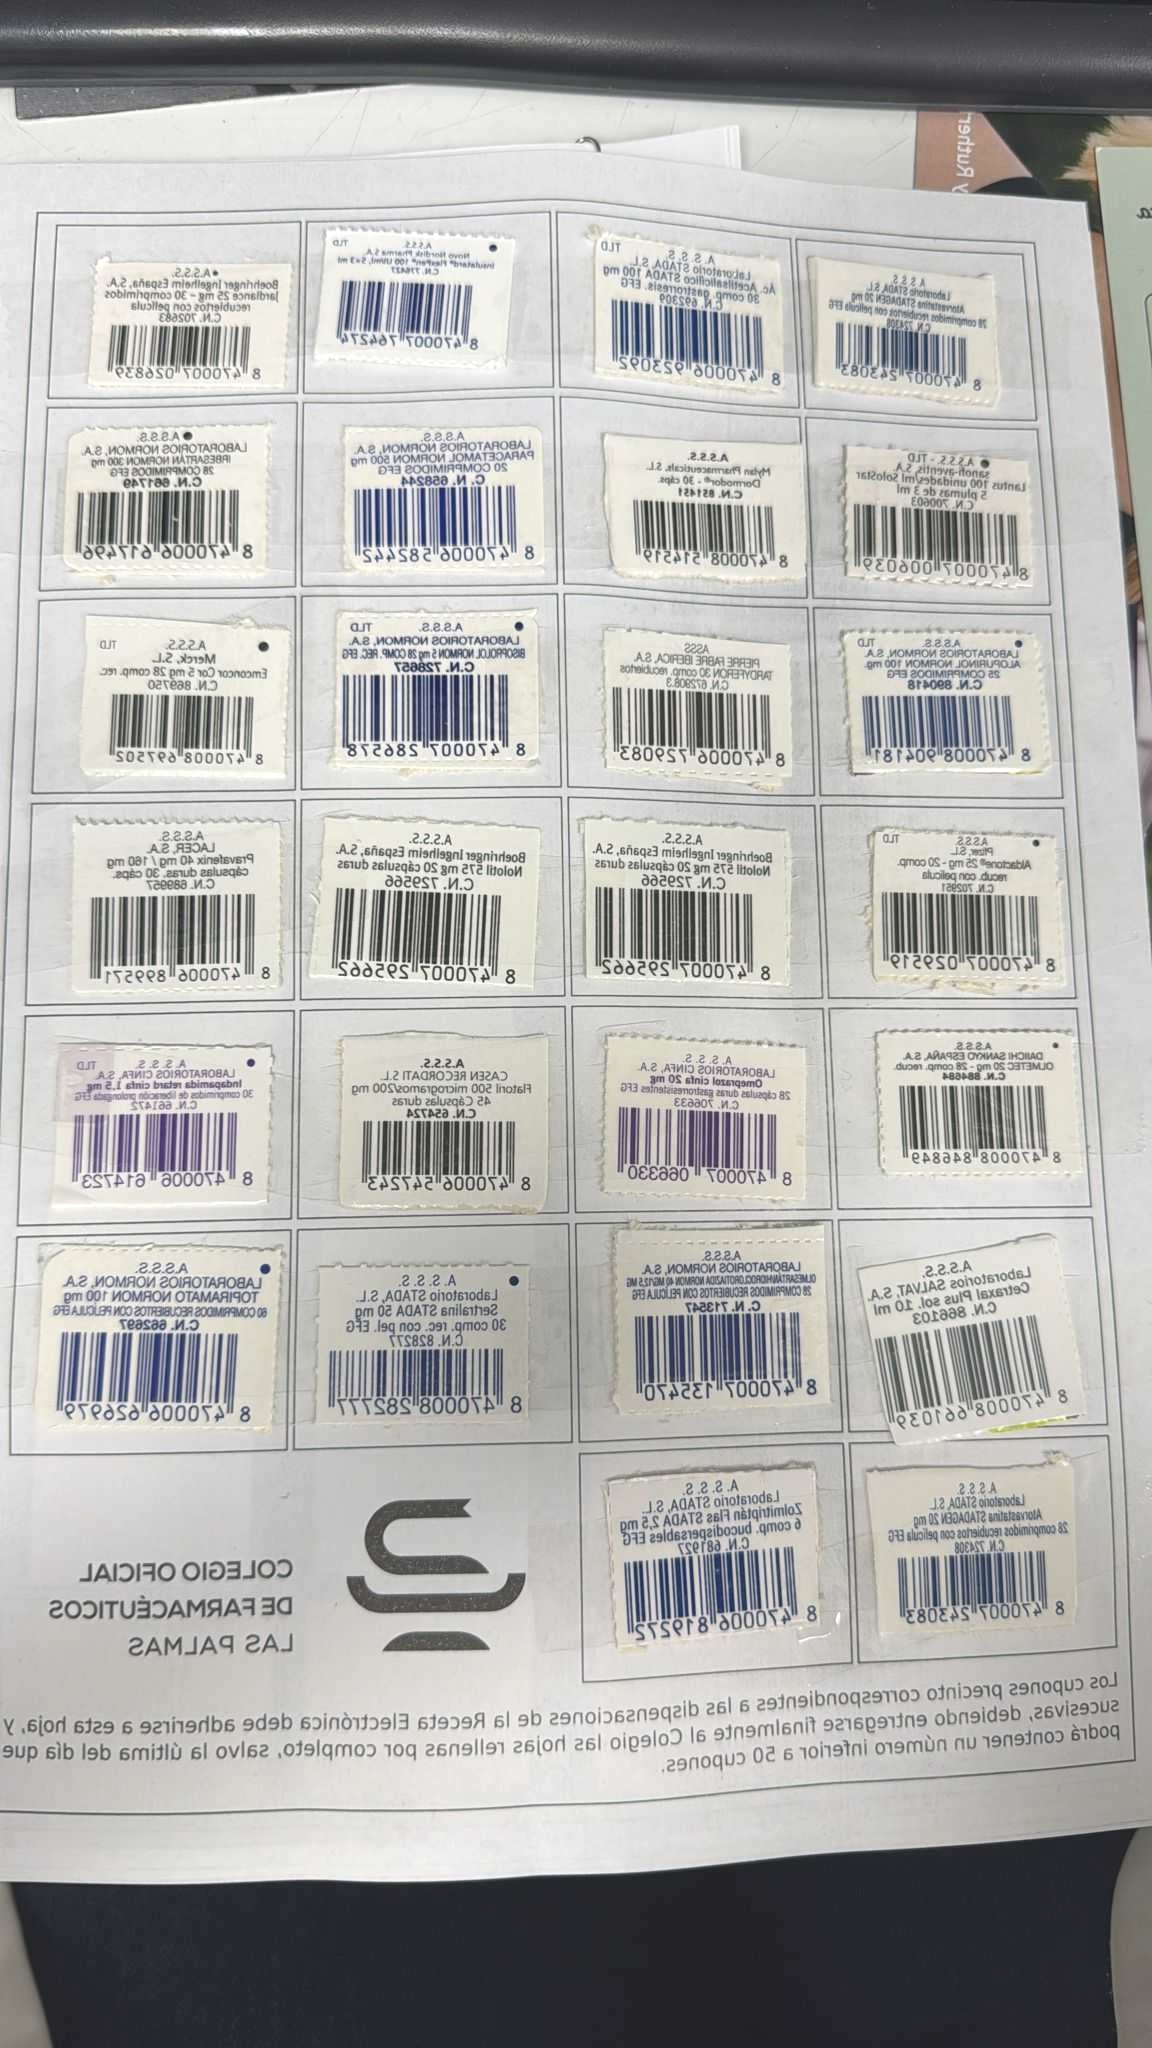 y Ruther
A.S.S.S.
Laboratorio STADA, S.L.
Atorvastatina STADAGEN 20 mg
28 comprimidos recubiertos con película EFG
C.N. 724308
8 470007 243083
A. S. S. S. TLD
Laboratorio STADA, S.L.
Ác. Acetilsalicílico STADA 100 mg
30 comp. gastrorresis. EFG
C.N. 692309
8 470006 923092
A.S.S.S. TLD
Novo Nordisk Pharma S.A.
Insulatard® FlexPen® 100 UI/ml, 5×3 ml
C.N. 776427
8 470007 764274
A.S.S.S.
Boehringer Ingelheim España, S.A.
Jardiance 25 mg - 30 comprimidos
recubiertos con película
C.N. 702683
8 470007 026839
A.S.S.S. - TLD
sanofi-aventis, S.A.
Lantus 100 unidades/ml SoloStar
5 plumas de 3 ml
C.N. 700603
8 470007 006039
A.S.S.S.
Mylan Pharmaceuticals, S.L.
Dormodor® - 30 cáps.
C.N. 851451
8 470008 514519
A.S.S.S.
LABORATORIOS NORMON, S.A.
PARACETAMOL NORMON 500 mg
20 COMPRIMIDOS EFG
C. N. 658244
8 470006 582442
A.S.S.S.
LABORATORIOS NORMON, S.A.
IRBESARTÁN NORMON 300 mg
28 COMPRIMIDOS EFG
C.N. 661749
8 470006 617496
A.S.S.S. TLD
LABORATORIOS NORMON, S.A.
ALOPURINOL NORMON 100 mg.
25 COMPRIMIDOS EFG
C.N. 890418
8 470008 904181
ASSS
PIERRE FABRE IBERICA, S.A.
TARDYFERON 30 comp. recubiertos
C.N. 672908.3
8 470006 729083
A.S.S.S. TLD
LABORATORIOS NORMON, S.A.
BISOPROLOL NORMON 5 mg 28 COMP. REC. EFG
C.N. 728657
8 470007 286578
A.S.S.S. TLD
Merck, S.L.
Emconcor Cor 5 mg 28 comp. rec.
C.N. 869750
8 470008 697502
A.S.S.S. TLD
Pfizer, S.L.
Aldactone® 25 mg - 20 comp.
recub. con película
C.N. 702951
8 470007 029519
A.S.S.S.
Boehringer Ingelheim España, S.A.
Nolotil 575 mg 20 cápsulas duras
C.N. 729566
8 470007 295662
A.S.S.S.
Boehringer Ingelheim España, S.A.
Nolotil 575 mg 20 cápsulas duras
C.N. 729566
8 470007 295662
A.S.S.S.
LACER, S.A.
Pravafenix 40 mg / 160 mg
cápsulas duras. 30 cáps.
C.N. 689957
8 470006 899571
A.S.S.S.
DAIICHI SANKYO ESPAÑA, S.A.
OLMETEC 20 mg - 28 comp. recub.
C.N. 884684
8 470008 846849
A. S. S. S.
LABORATORIOS CINFA, S.A.
Omeprazol cinfa 20 mg
28 cápsulas duras gastrorresistentes EFG
C.N. 706633
8 470007 066330
A.S.S.S.
CASEN RECORDATI S.L.
Flatoril 500 microgramos/200 mg
45 Cápsulas duras
C.N. 654724
8 470006 547243
A. S. S. S. TLD
LABORATORIOS CINFA, S.A.
Indapamida retard cinfa 1,5 mg
30 comprimidos de liberación prolongada EFG
C.N. 661472
8 470006 614723
A.S.S.S.
Laboratorios SALVAT, S.A.
Cetraxal Plus sol. 10 ml
C.N. 866103
8 470008 661039
A.S.S.S.
LABORATORIOS NORMON, S.A.
OLMESARTÁN/HIDROCLOROTIAZIDA NORMON 40 MG/12,5 MG
28 COMPRIMIDOS RECUBIERTOS CON PELÍCULA EFG
C.N. 713547
8 470007 135470
A. S. S. S.
Laboratorio STADA, S.L.
Sertralina STADA 50 mg
30 comp. rec. con pel. EFG
C.N. 828277
8 470008 282777
A.S.S.S.
LABORATORIOS NORMON, S.A.
TOPIRAMATO NORMON 100 mg
60 COMPRIMIDOS RECUBIERTOS CON PELÍCULA EFG
C.N. 662697
8 470006 626979
A.S.S.S.
Laboratorio STADA, S.L.
Atorvastatina STADAGEN 20 mg
28 comprimidos recubiertos con película EFG
C.N. 724308
8 470007 243083
A. S. S. S.
Laboratorio STADA, S.L.
Zolmitriptán Flas STADA 2,5 mg
6 comp. bucodispersables EFG
C.N. 681927
8 470006 819272
COLEGIO OFICIAL
DE FARMACÉUTICOS
LAS PALMAS
Los cupones precinto correspondientes a las dispensaciones de la Receta Electrónica debe adherirse a esta hoja, y
sucesivas, debiendo entregarse finalmente al Colegio las hojas rellenas por completo, salvo la última del día que
podrá contener un número inferior a 50 cupones.